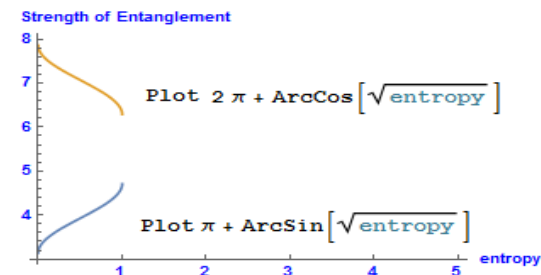 Strength of Entanglement
8
7
Plot 2 π + ArcCos[√entropy]
6
5
4
Plot π + ArcSin[√entropy]
entropy
1 2 3 4 5